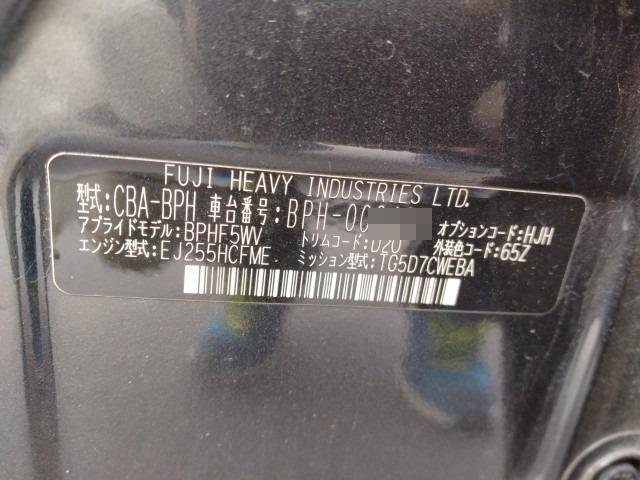 FUJI HEAVY INDUSTRIES LTD.
型式:CBA-BPH 車台番号:BPH-00 オプションコード:HJH
アプライドモデル:BPHF5WV トリムコード:D20 外装色コード:65Z
エンジン型式:EJ255HCFME ミッション型式:TG5D7CWEBA